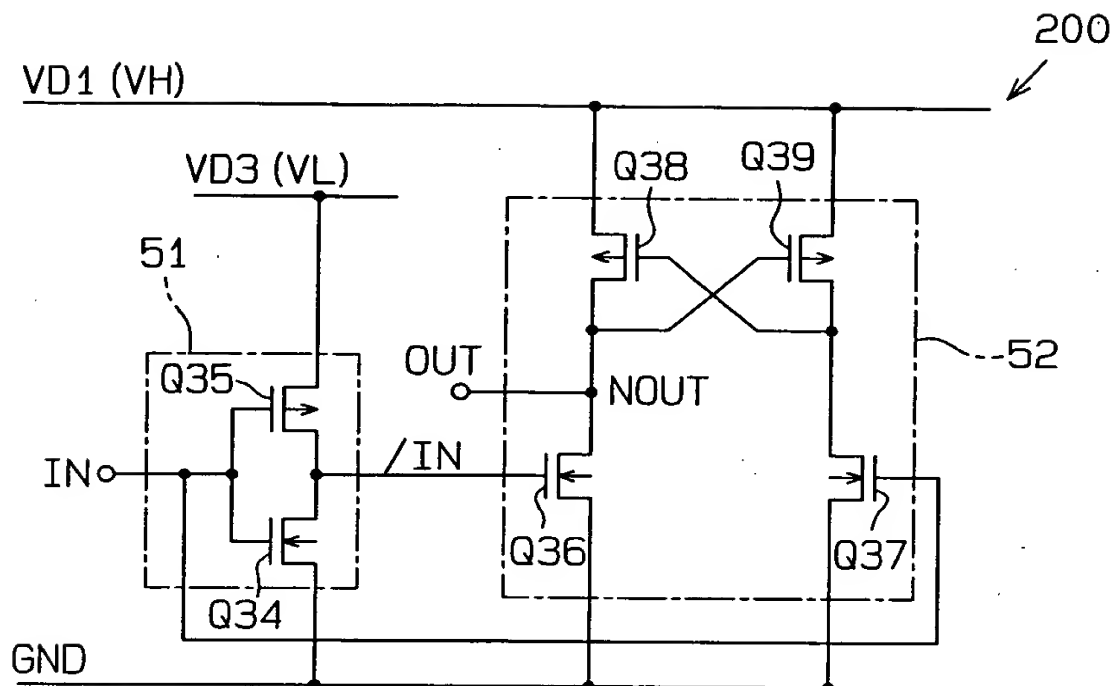 200
VD1 (VH)
VD3 (VL)
Q38
Q39
51
Q35
OUT
NOUT
52
IN
/IN
Q36
Q37
Q34
GND